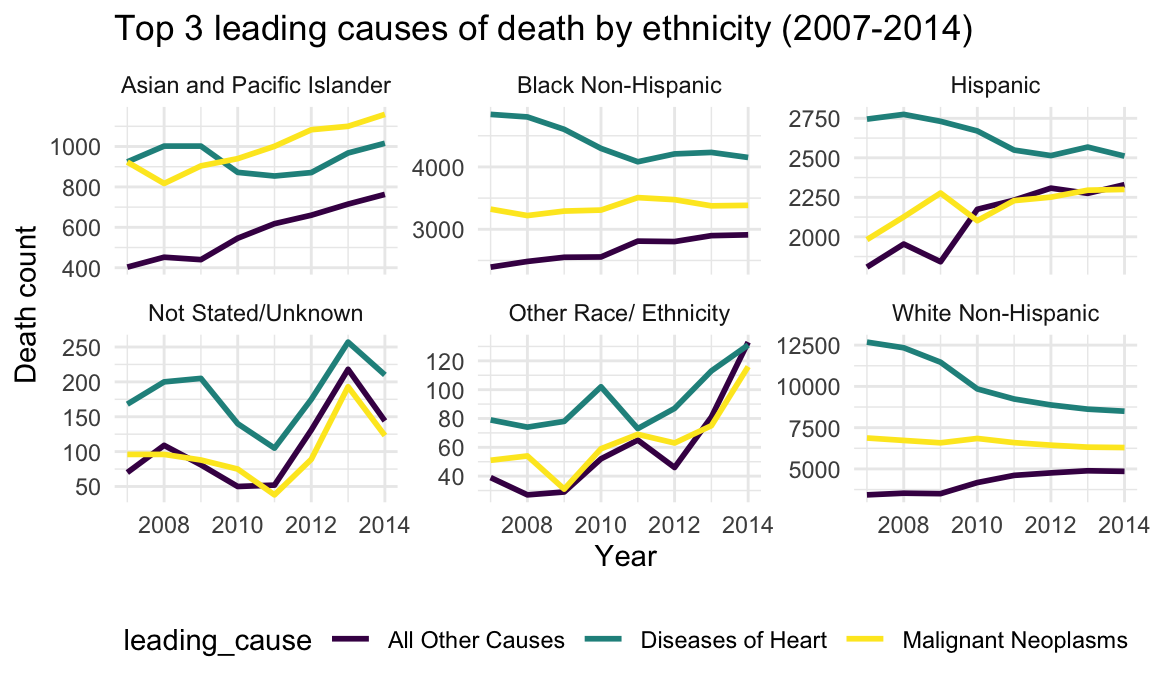 Top 3 leading causes of death by ethnicity (2007-2014)
Asian and Pacific Islander
Black Non-Hispanic
Hispanic
1000
800
600
400
4000
3000
2750
2500
2250
2000
Death count
Not Stated/Unknown
Other Race/ Ethnicity
White Non-Hispanic
250
200
150
100
50
120
100
80
60
40
12500
10000
7500
5000
2008 2010 2012 2014
2008 2010 2012 2014
2008 2010 2012 2014
Year
leading_cause All Other Causes Diseases of Heart Malignant Neoplasms